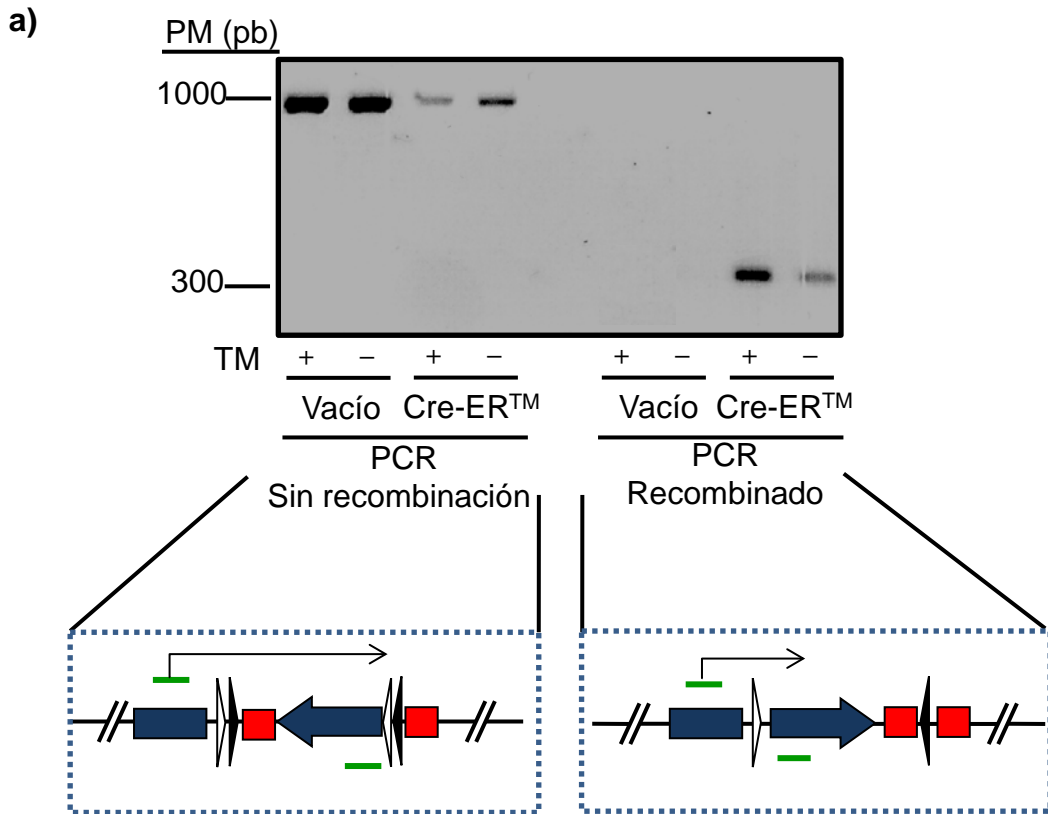 a)
PM (pb)
1000
300
TM + – + – + – + –
Vacío Cre-ERTM Vacío Cre-ERTM
PCR PCR
Sin recombinación Recombinado